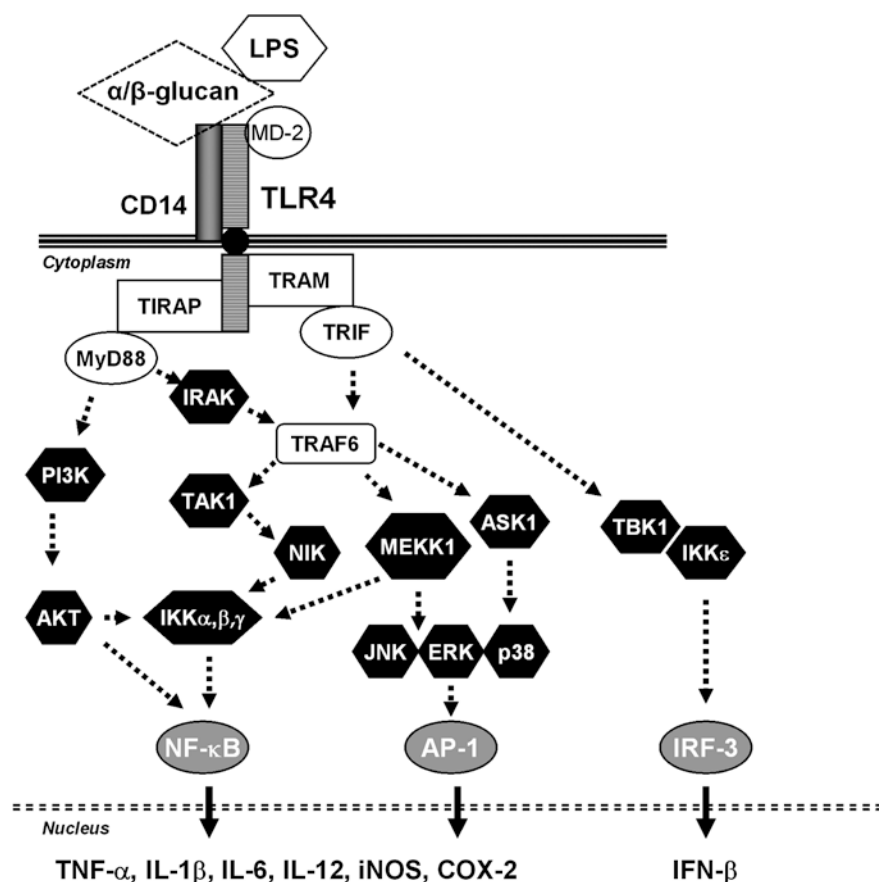 LPS
α/β-glucan
MD-2
CD14
TLR4
Cytoplasm
TRAM
TIRAP
TRIF
MyD88
IRAK
TRAF6
PI3K
TAK1
ASK1
TBK1
NIK
MEKK1
IKKε
AKT
IKKα,β,γ
JNK
ERK
p38
NF-κB
AP-1
IRF-3
Nucleus
TNF-α, IL-1β, IL-6, IL-12, iNOS, COX-2
IFN-β